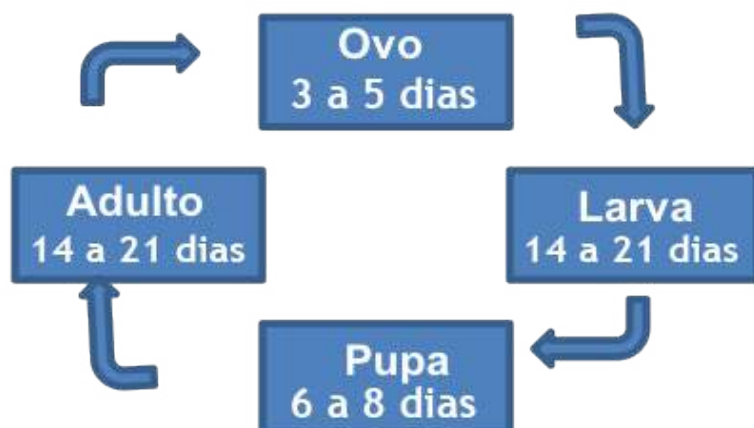 Ovo
3 a 5 dias
Adulto
14 a 21 dias
Larva
14 a 21 dias
Pupa
6 a 8 dias